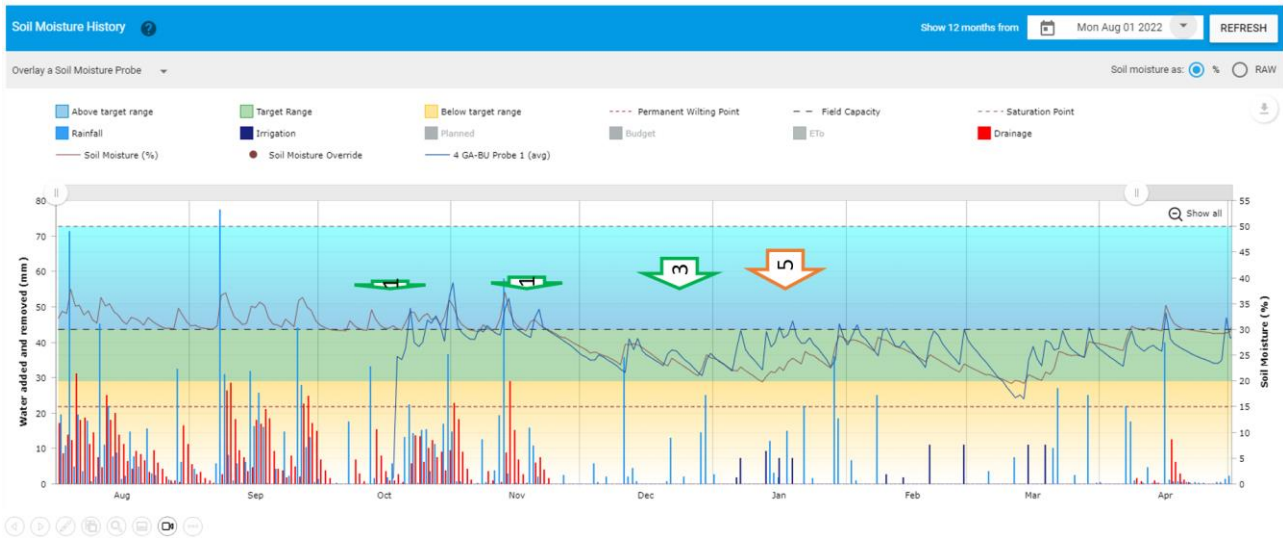 Soil Moisture History ?
Show 12 months from Mon Aug 01 2022 REFRESH
Overlay a Soil Moisture Probe
Soil moisture as: % RAW
Above target range Target Range Below target range Permanent Wilting Point Field Capacity Saturation Point
Rainfall Irrigation Planned Budget ETo Drainage
Soil Moisture (%) Soil Moisture Override 4 GA-BU Probe 1 (avg)
Show all
Water added and removed (mm)
80
70
60
50
40
30
20
10
0
1
1
3
5
55
50
45
40
35
30
25
20
15
10
5
0
Soil Moisture (%)
Aug Sep Oct Nov Dec Jan Feb Mar Apr